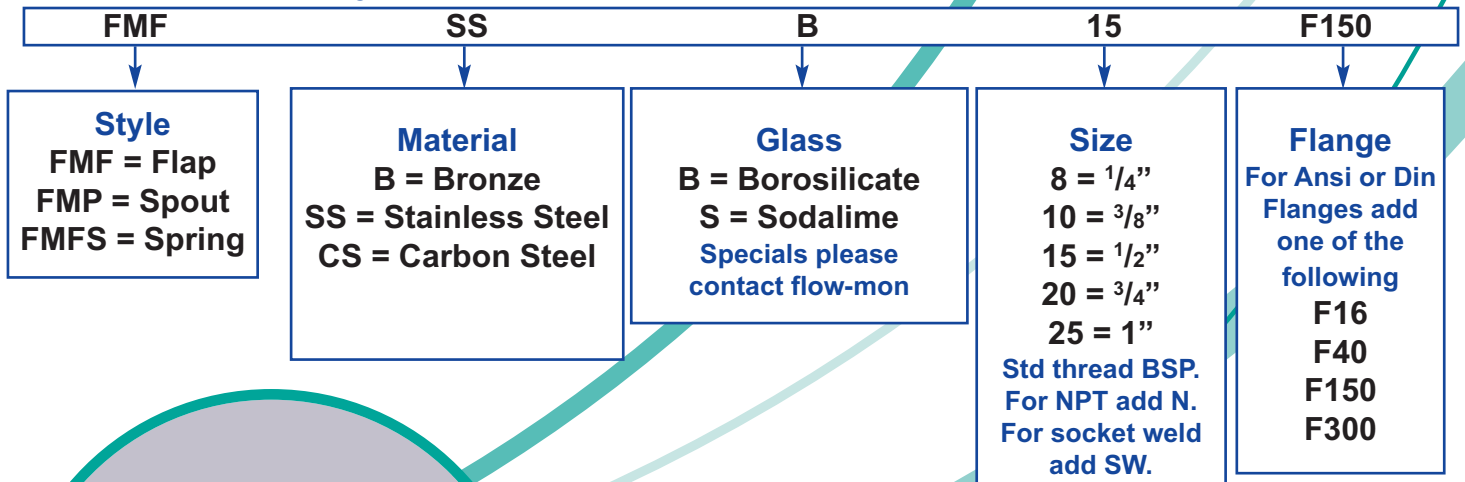 FMF SS B 15 F150
Style
FMF = Flap
FMP = Spout
FMFS = Spring
Material
B = Bronze
SS = Stainless Steel
CS = Carbon Steel
Glass
B = Borosilicate
S = Sodalime
Specials please
contact flow-mon
Size
8 = 1/4”
10 = 3/8”
15 = 1/2”
20 = 3/4”
25 = 1”
Std thread BSP.
For NPT add N.
For socket weld
add SW.
Flange
For Ansi or Din
Flanges add
one of the
following
F16
F40
F150
F300